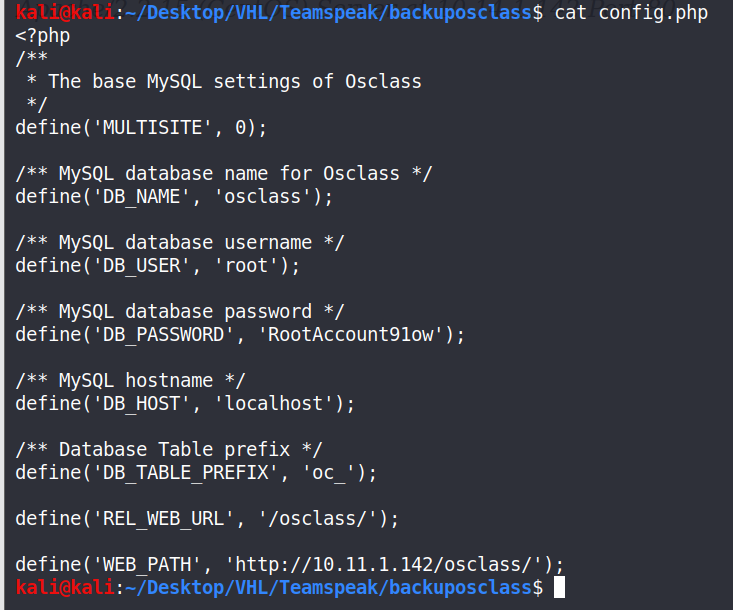 kali@kali:~/Desktop/VHL/Teamspeak/backuposclass$ cat config.php
<?php
/**
 * The base MySQL settings of Osclass
 */
define('MULTISITE', 0);

/** MySQL database name for Osclass */
define('DB_NAME', 'osclass');

/** MySQL database username */
define('DB_USER', 'root');

/** MySQL database password */
define('DB_PASSWORD', 'RootAccount91ow');

/** MySQL hostname */
define('DB_HOST', 'localhost');

/** Database Table prefix */
define('DB_TABLE_PREFIX', 'oc_');

define('REL_WEB_URL', '/osclass/');

define('WEB_PATH', 'http://10.11.1.142/osclass/');
kali@kali:~/Desktop/VHL/Teamspeak/backuposclass$